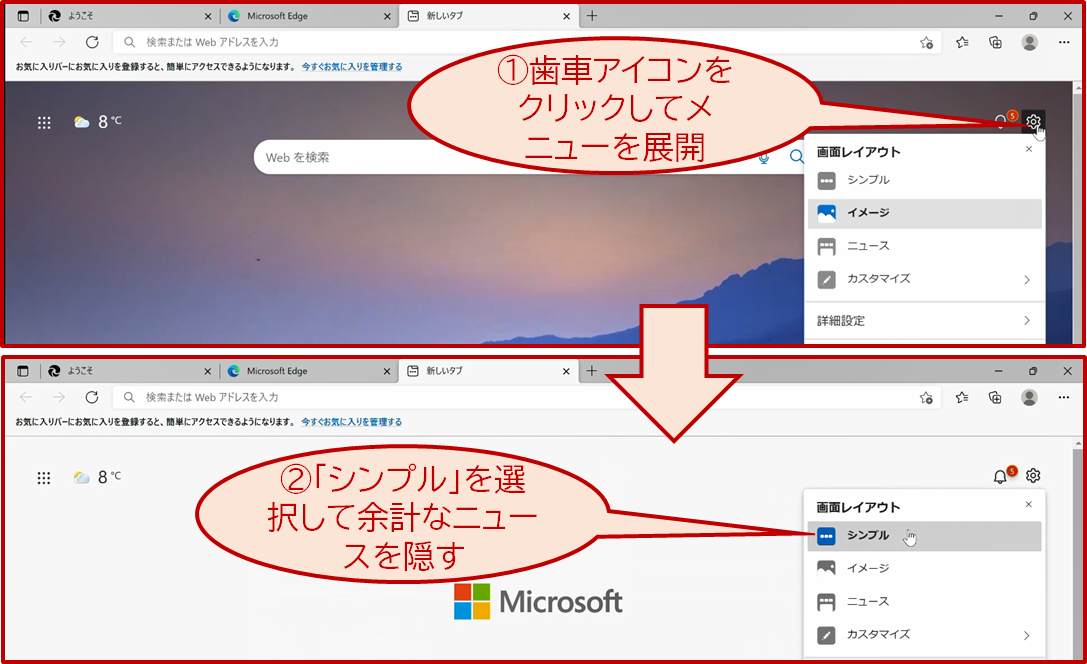 ようこそ
Microsoft Edge
新しいタブ
検索または Web アドレスを入力
お気に入りバーにお気に入りを登録すると、簡単にアクセスできるようになります。 今すぐお気に入りを管理する
①歯車アイコンを
クリックしてメ
ニューを展開
8 ℃
5
Web を検索
画面レイアウト
シンプル
イメージ
ニュース
カスタマイズ
詳細設定
ようこそ
Microsoft Edge
新しいタブ
検索または Web アドレスを入力
お気に入りバーにお気に入りを登録すると、簡単にアクセスできるようになります。 今すぐお気に入りを管理する
8 ℃
5
②「シンプル」を選
択して余計なニュー
スを隠す
画面レイアウト
シンプル
イメージ
ニュース
カスタマイズ
Microsoft